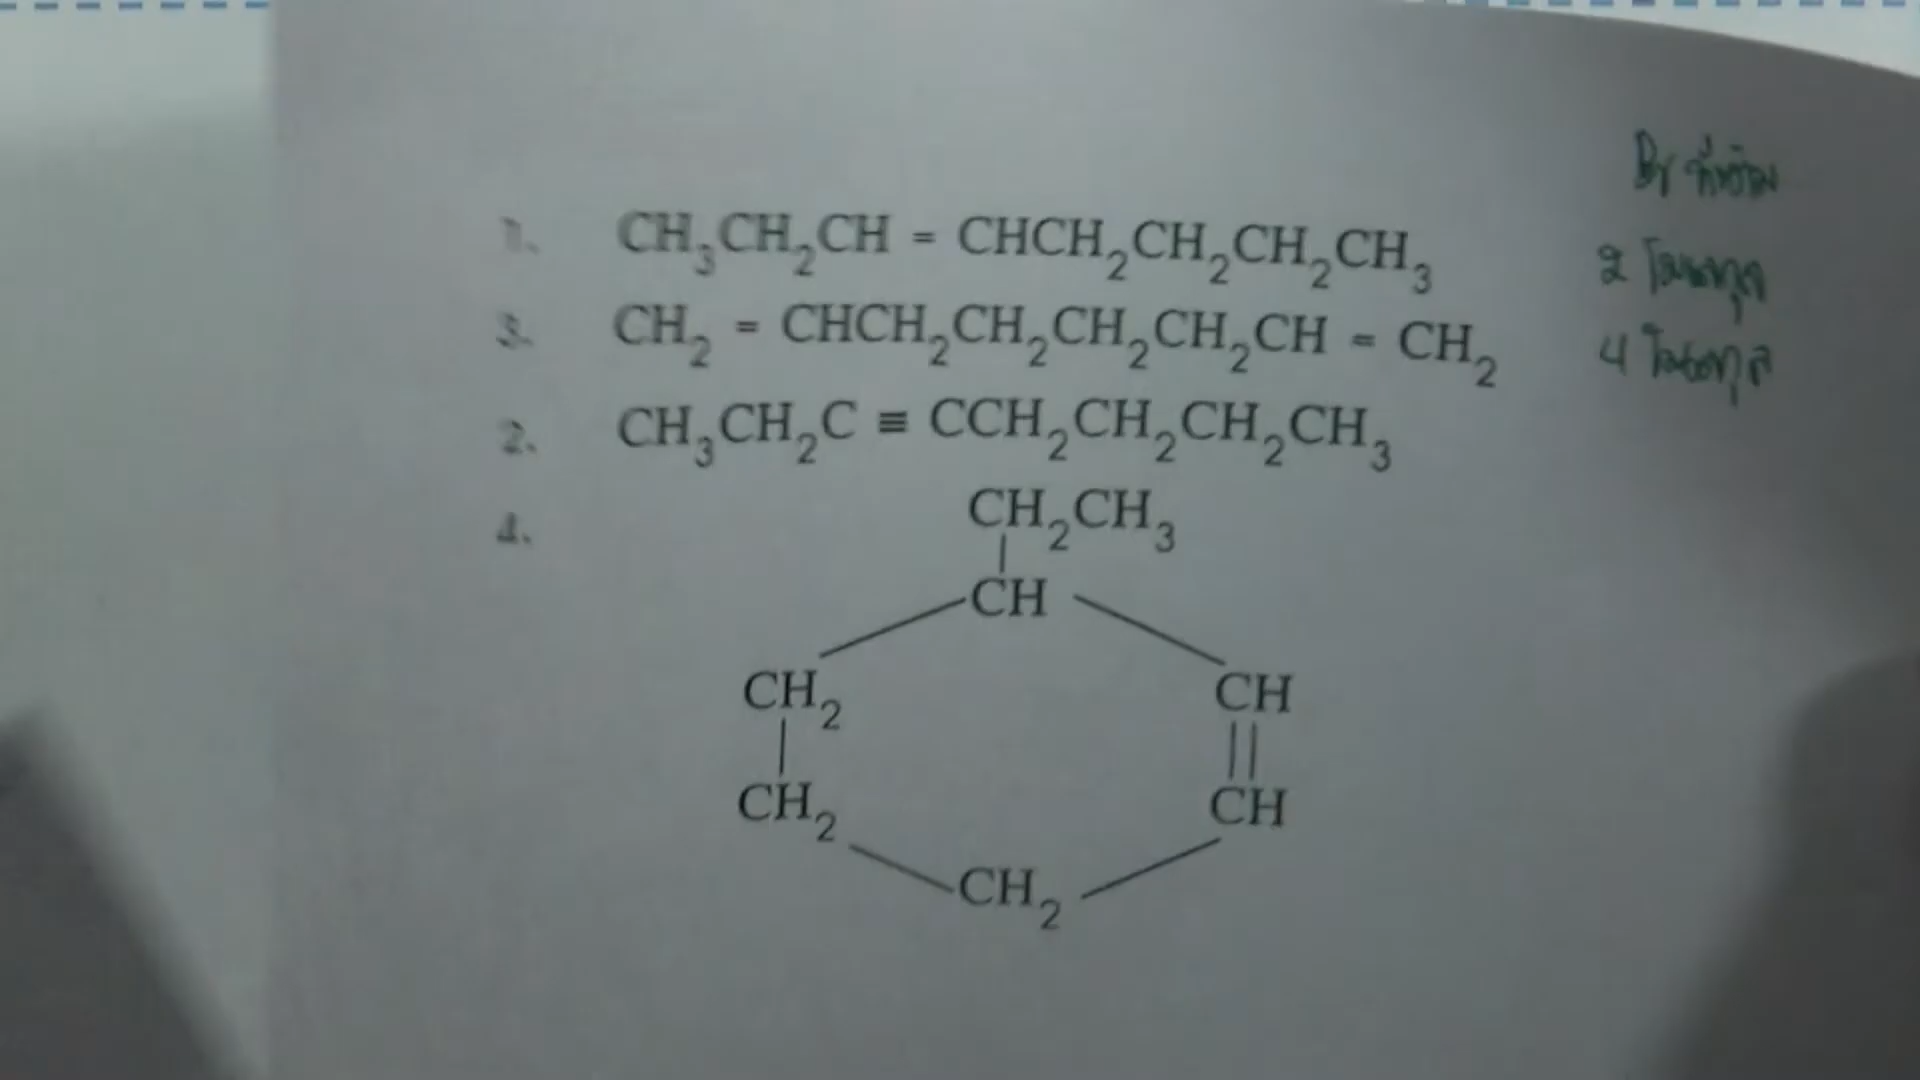 1. CH₃CH₂CH = CHCH₂CH₂CH₂CH₃ 2 โมเลกุล
3. CH₂ = CHCH₂CH₂CH₂CH₂CH = CH₂ 4 โมเลกุล
2. CH₃CH₂C ≡ CCH₂CH₂CH₂CH₃
4. CH₂CH₃
CH
CH₂ CH
CH₂ CH
CH₂